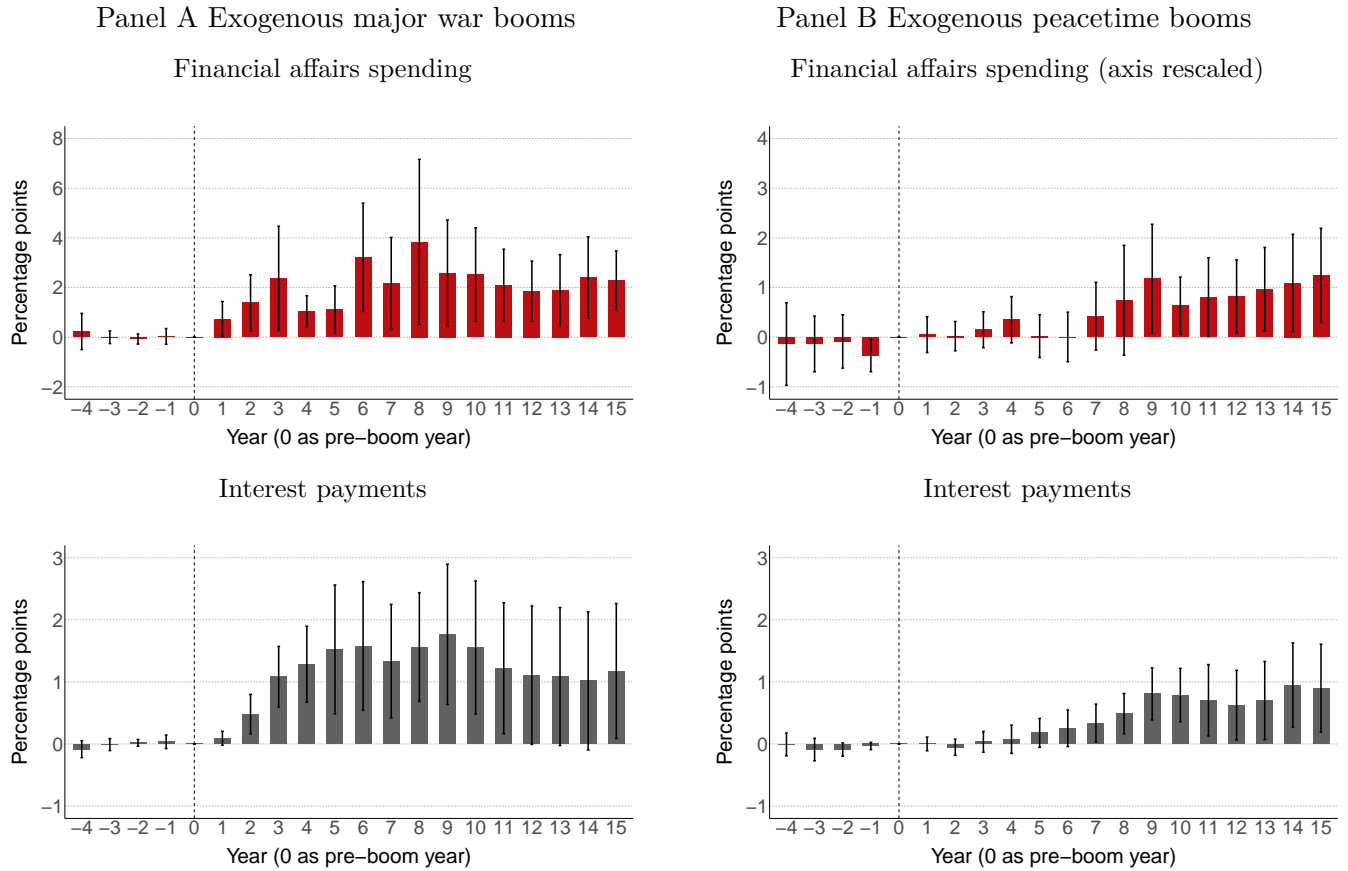 Panel A Exogenous major war booms
Financial affairs spending
8
6
4
2
0
−2
Percentage points
−4 −3 −2 −1 0 1 2 3 4 5 6 7 8 9 10 11 12 13 14 15
Year (0 as pre−boom year)
Interest payments
3
2
1
0
−1
Percentage points
−4 −3 −2 −1 0 1 2 3 4 5 6 7 8 9 10 11 12 13 14 15
Year (0 as pre−boom year)
Panel B Exogenous peacetime booms
Financial affairs spending (axis rescaled)
4
3
2
1
0
−1
Percentage points
−4 −3 −2 −1 0 1 2 3 4 5 6 7 8 9 10 11 12 13 14 15
Year (0 as pre−boom year)
Interest payments
3
2
1
0
−1
Percentage points
−4 −3 −2 −1 0 1 2 3 4 5 6 7 8 9 10 11 12 13 14 15
Year (0 as pre−boom year)